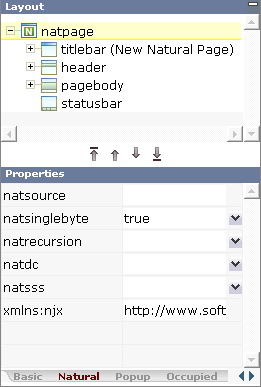 Layout
N natpage
titlebar (New Natural Page)
header
pagebody
statusbar
Properties
natsource
natsinglebyte true
natrecursion
natdc
natsss
xmlns:njx http://www.soft
Basic Natural Popup Occupied